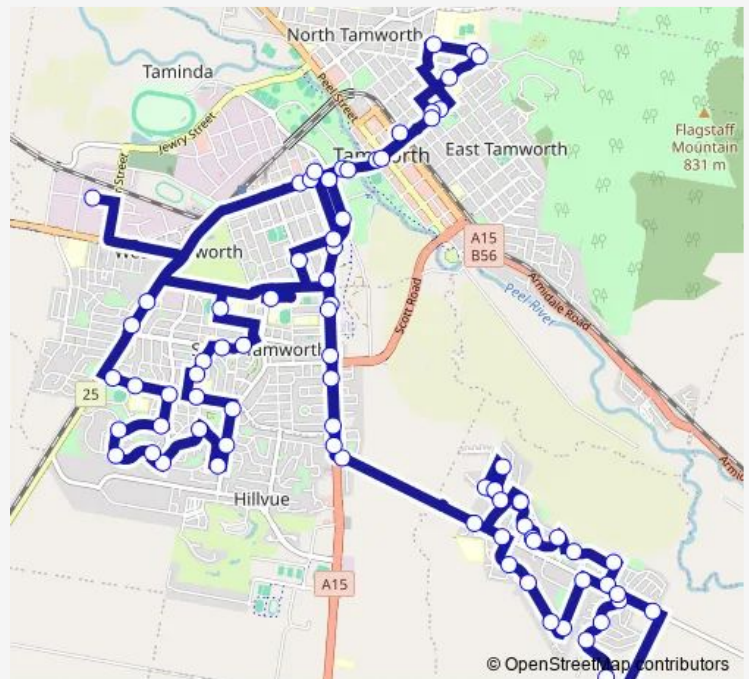 North Tamworth
Taminda
Peel Street
Jewry Street
Flagstaff
Mountain
831 m
Tamworth
East Tamworth
A15
B56
Armidale Road
Peel River
Scott Road
25
Hillvue
A15
© OpenStreetMap contributors